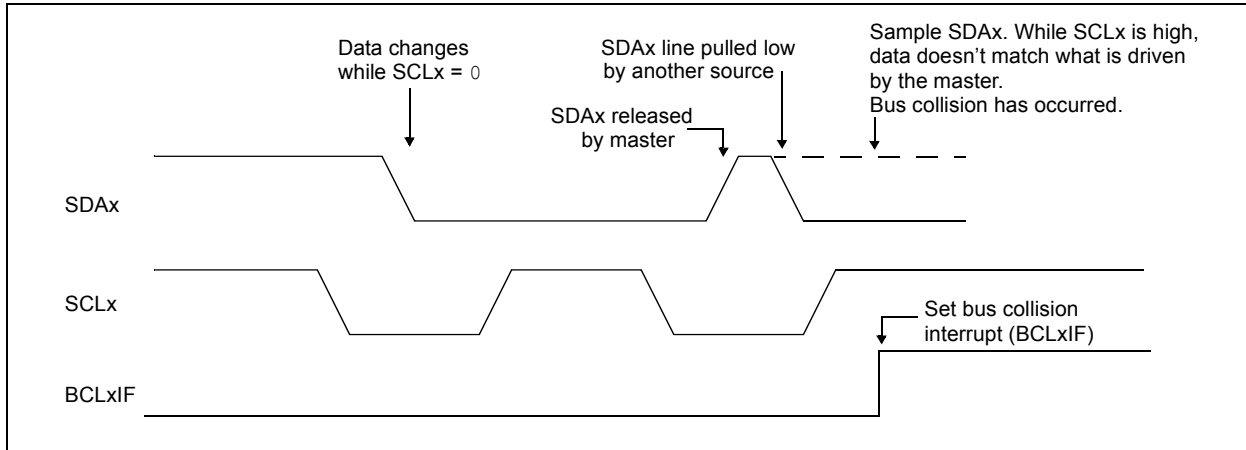 Data changes
while SCLx = 0
SDAx line pulled low
by another source
Sample SDAx. While SCLx is high,
data doesn’t match what is driven
by the master.
Bus collision has occurred.
SDAx released
by master
SDAx
SCLx
Set bus collision
interrupt (BCLxIF)
BCLxIF